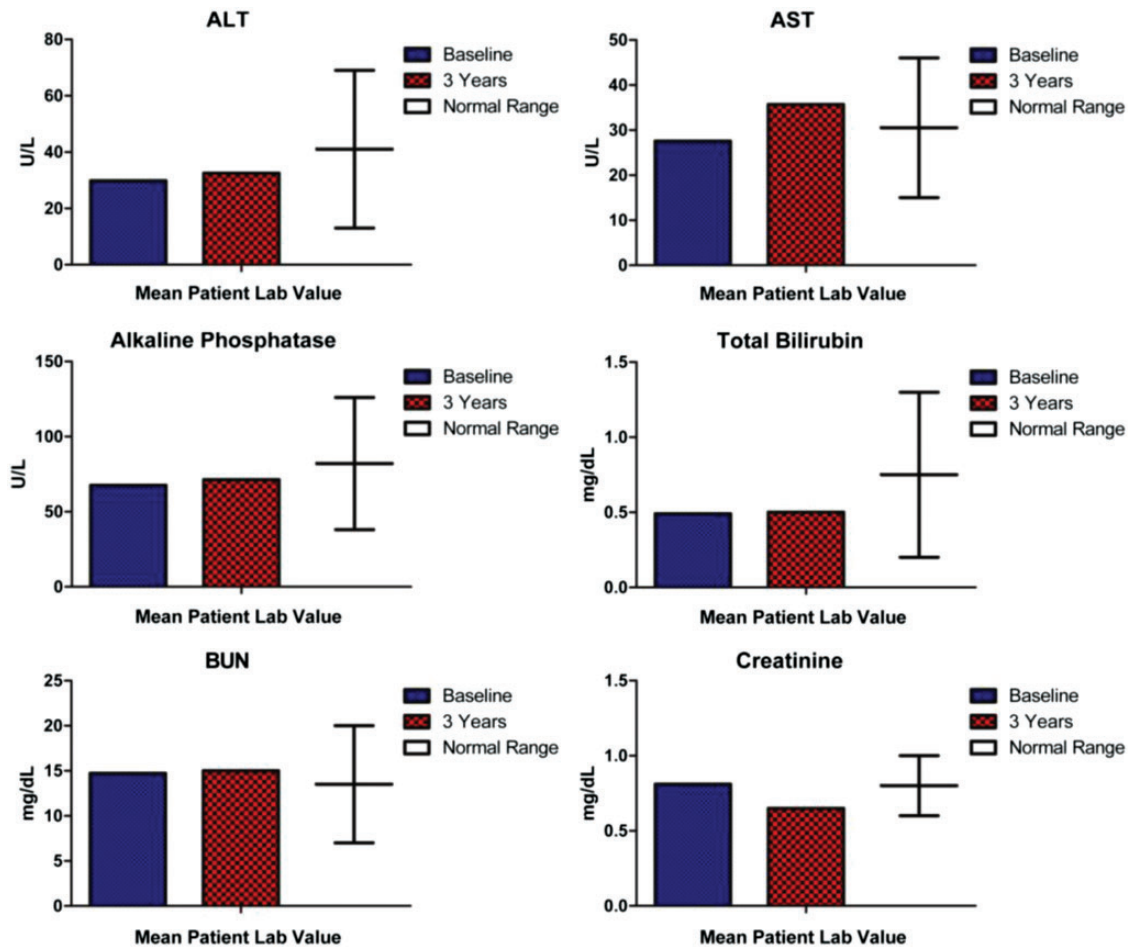 ALT
80
60
40
20
0
U/L
Baseline
3 Years
Normal Range
Mean Patient Lab Value
AST
50
40
30
20
10
0
U/L
Baseline
3 Years
Normal Range
Mean Patient Lab Value
Alkaline Phosphatase
150
100
50
0
U/L
Baseline
3 Years
Normal Range
Mean Patient Lab Value
Total Bilirubin
1.5
1.0
0.5
0.0
mg/dL
Baseline
3 Years
Normal Range
Mean Patient Lab Value
BUN
25
20
15
10
5
0
mg/dL
Baseline
3 Years
Normal Range
Mean Patient Lab Value
Creatinine
1.5
1.0
0.5
0.0
mg/dL
Baseline
3 Years
Normal Range
Mean Patient Lab Value